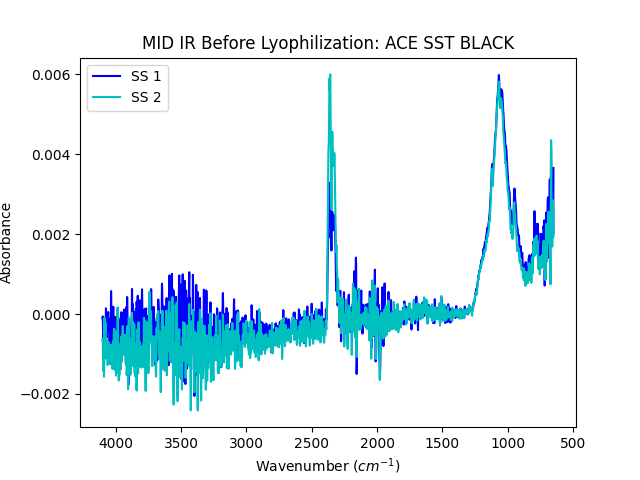 MID IR Before Lyophilization: ACE SST BLACK
SS 1
SS 2
0.006
0.004
0.002
0.000
−0.002
Absorbance
4000 3500 3000 2500 2000 1500 1000 500
Wavenumber (cm⁻¹)